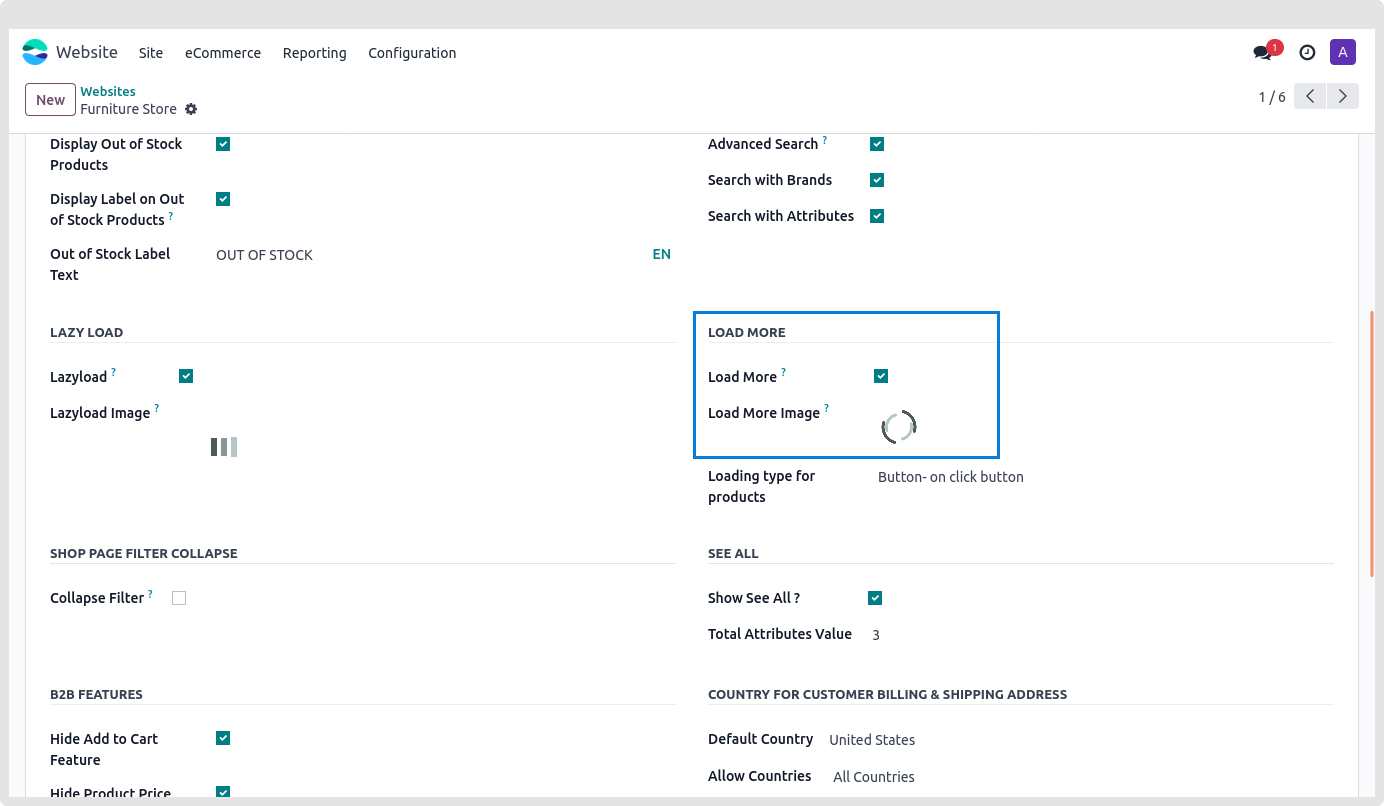 Website Site eCommerce Reporting Configuration 1 A
New Websites 1 / 6
Furniture Store
Display Out of Stock
Products
Display Label on Out
of Stock Products ?
Out of Stock Label
Text
OUT OF STOCK EN
Advanced Search ?
Search with Brands
Search with Attributes
LAZY LOAD
Lazyload ?
Lazyload Image ?
LOAD MORE
Load More ?
Load More Image ?
Loading type for
products
Button- on click button
SHOP PAGE FILTER COLLAPSE
Collapse Filter ?
SEE ALL
Show See All ?
Total Attributes Value 3
B2B FEATURES
Hide Add to Cart
Feature
Hide Product Price
COUNTRY FOR CUSTOMER BILLING & SHIPPING ADDRESS
Default Country United States
Allow Countries All Countries